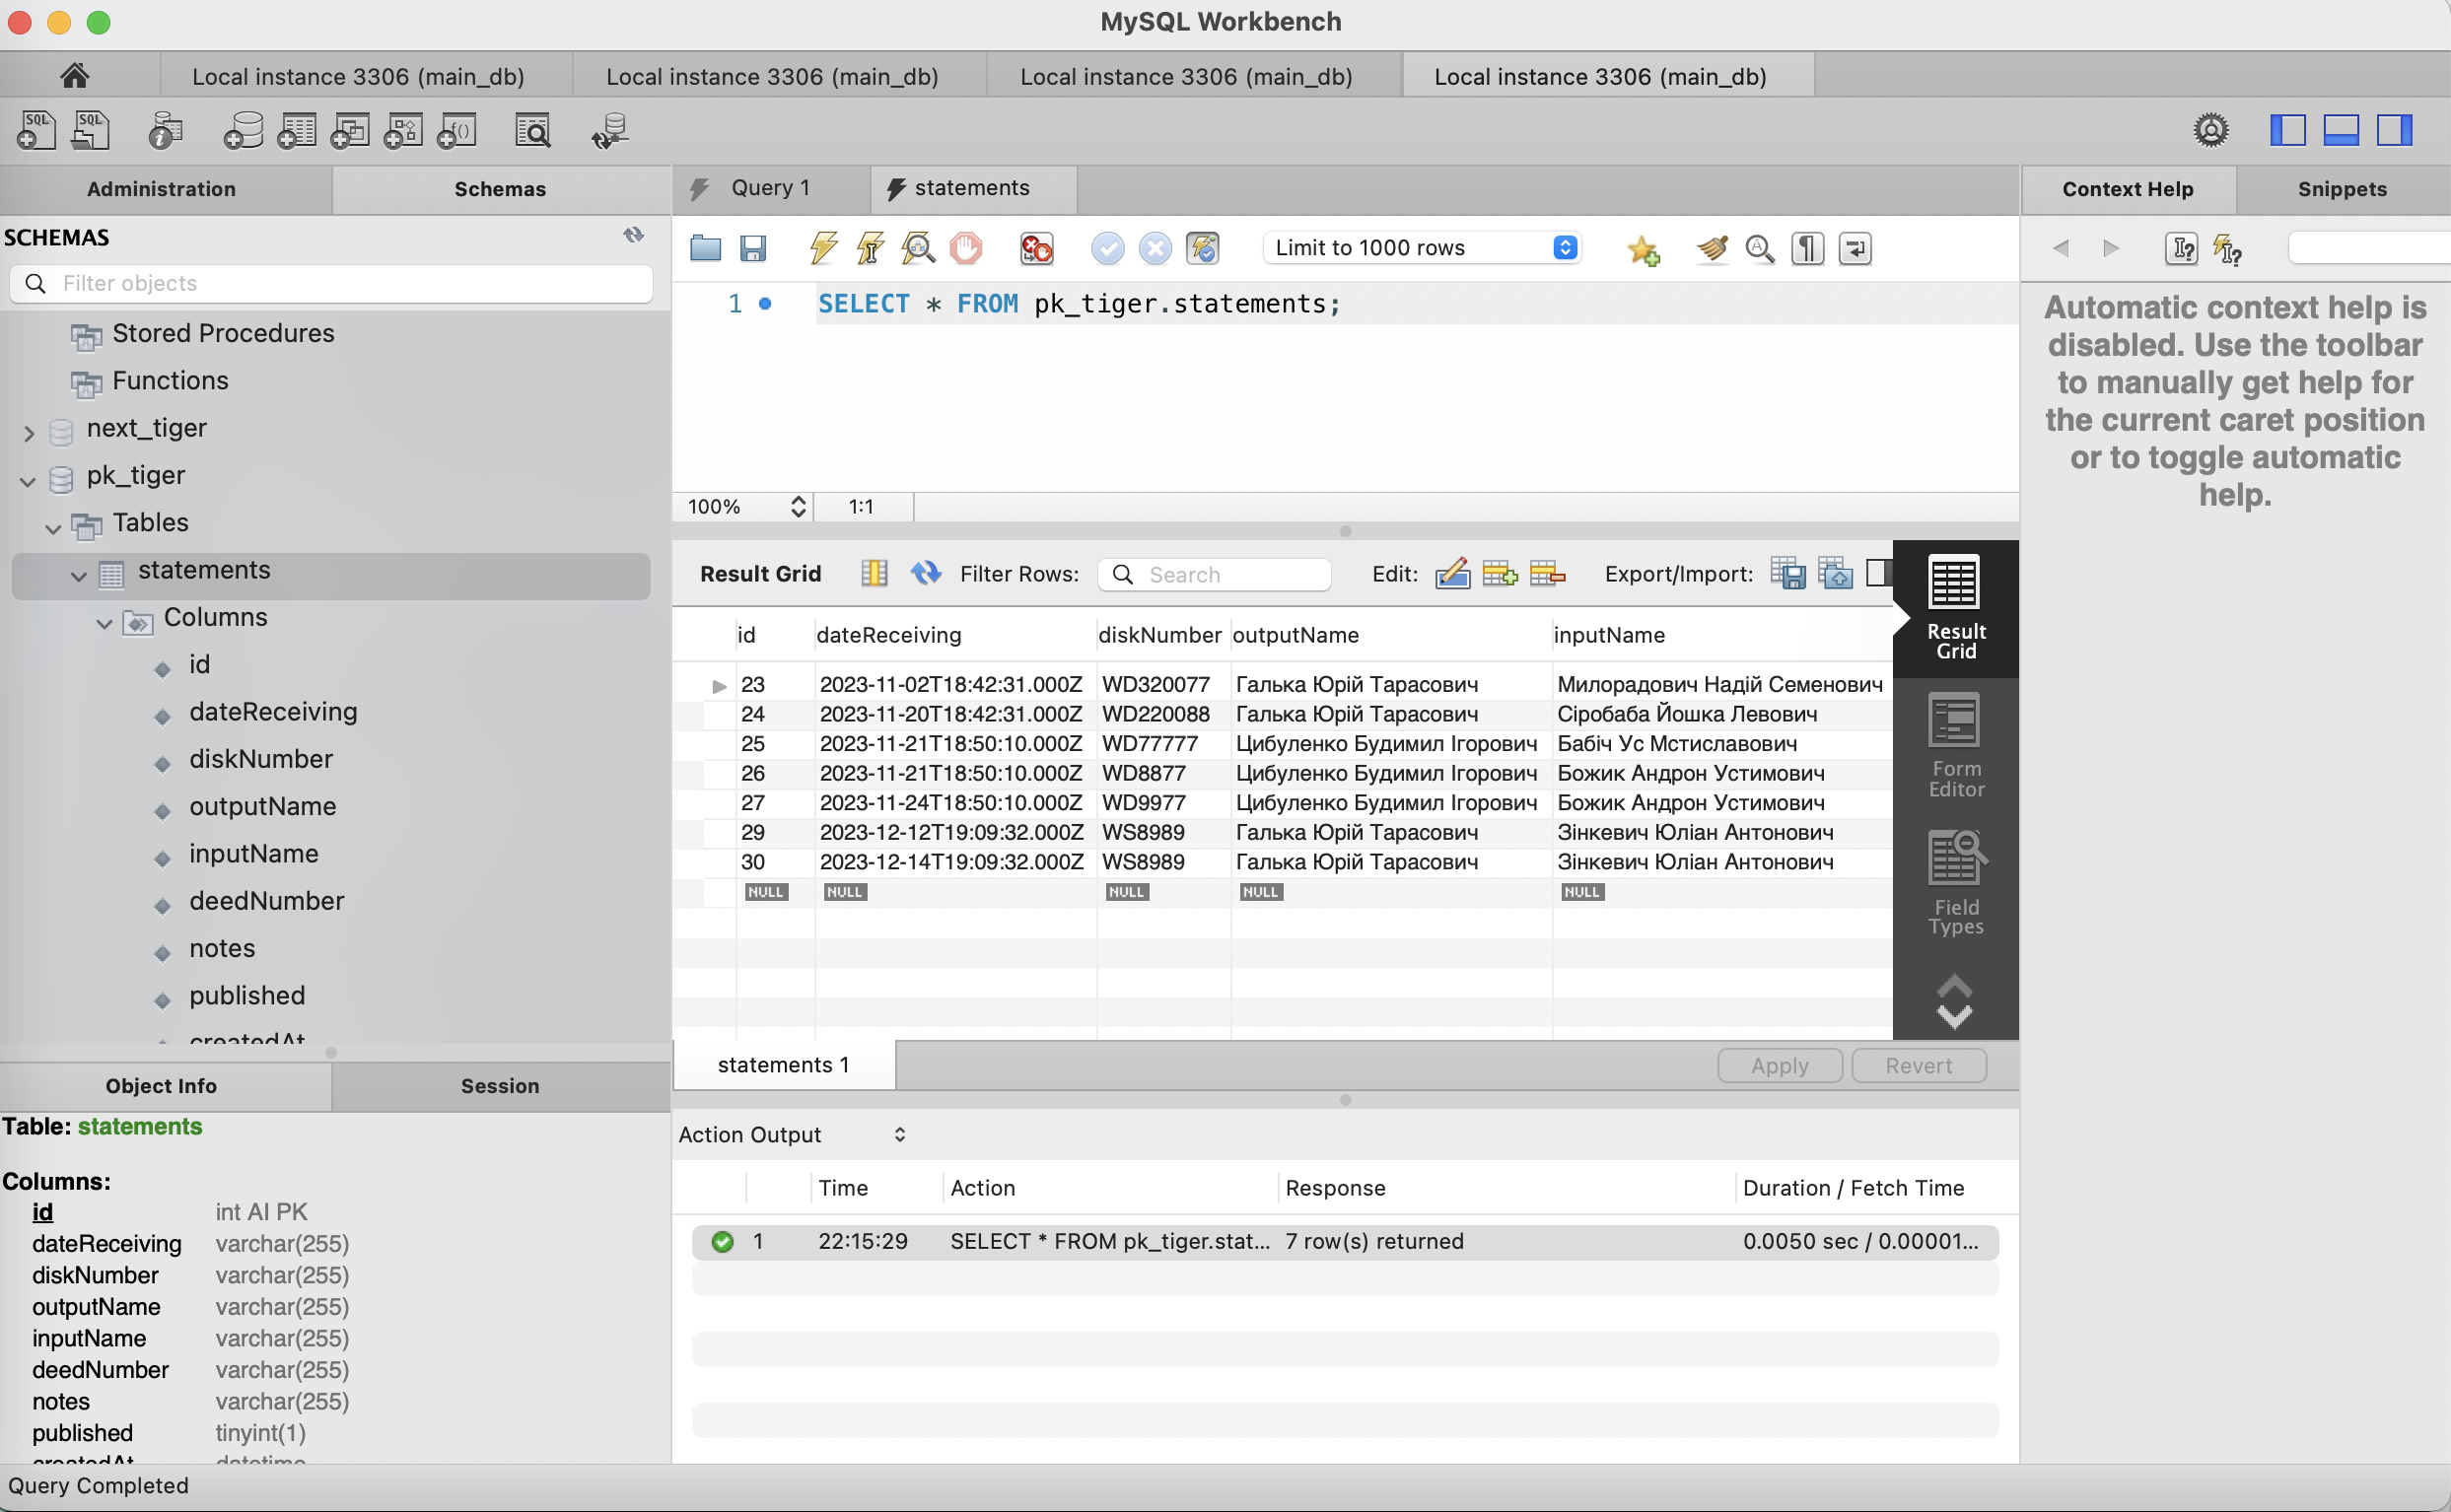 MySQL Workbench
Local instance 3306 (main_db) Local instance 3306 (main_db) Local instance 3306 (main_db) Local instance 3306 (main_db)
SQL SQL
Administration Schemas
SCHEMAS
Filter objects
Stored Procedures
Functions
next_tiger
pk_tiger
Tables
statements
Columns
id
dateReceiving
diskNumber
outputName
inputName
deedNumber
notes
published
createdAt
Object Info Session
Table: statements
Columns:
id int AI PK
dateReceiving varchar(255)
diskNumber varchar(255)
outputName varchar(255)
inputName varchar(255)
deedNumber varchar(255)
notes varchar(255)
published tinyint(1)
createdAt datetime
Query Completed
Query 1 statements
Limit to 1000 rows
1 SELECT * FROM pk_tiger.statements;
100% 1:1
Result Grid Filter Rows: Search Edit: Export/Import:
id dateReceiving diskNumber outputName inputName
23 2023-11-02T18:42:31.000Z WD320077 Галька Юрій Тарасович Милорадович Надій Семенович
24 2023-11-20T18:42:31.000Z WD220088 Галька Юрій Тарасович Сіробаба Йошка Левович
25 2023-11-21T18:50:10.000Z WD77777 Цибуленко Будимил Ігорович Бабіч Ус Мстиславович
26 2023-11-21T18:50:10.000Z WD8877 Цибуленко Будимил Ігорович Божик Андрон Устимович
27 2023-11-24T18:50:10.000Z WD9977 Цибуленко Будимил Ігорович Божик Андрон Устимович
29 2023-12-12T19:09:32.000Z WS8989 Галька Юрій Тарасович Зінкевич Юліан Антонович
30 2023-12-14T19:09:32.000Z WS8989 Галька Юрій Тарасович Зінкевич Юліан Антонович
NULL NULL NULL NULL NULL
Result
Grid
Form
Editor
Field
Types
statements 1 Apply Revert
Action Output
Time Action Response Duration / Fetch Time
1 22:15:29 SELECT * FROM pk_tiger.stat... 7 row(s) returned 0.0050 sec / 0.00001...
Context Help Snippets
Automatic context help is
disabled. Use the toolbar
to manually get help for
the current caret position
or to toggle automatic
help.